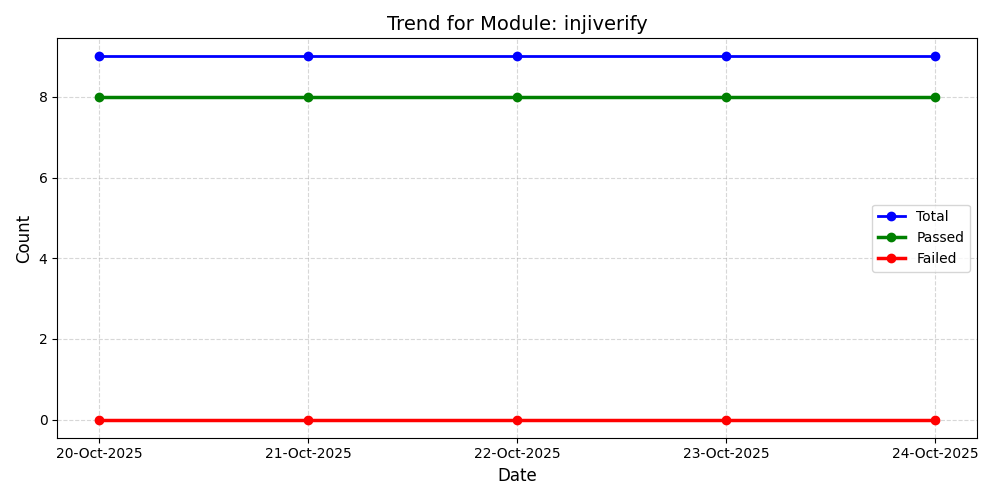 Trend for Module: injiverify
Count
8
6
4
2
0
Total
Passed
Failed
20-Oct-2025
21-Oct-2025
22-Oct-2025
23-Oct-2025
24-Oct-2025
Date